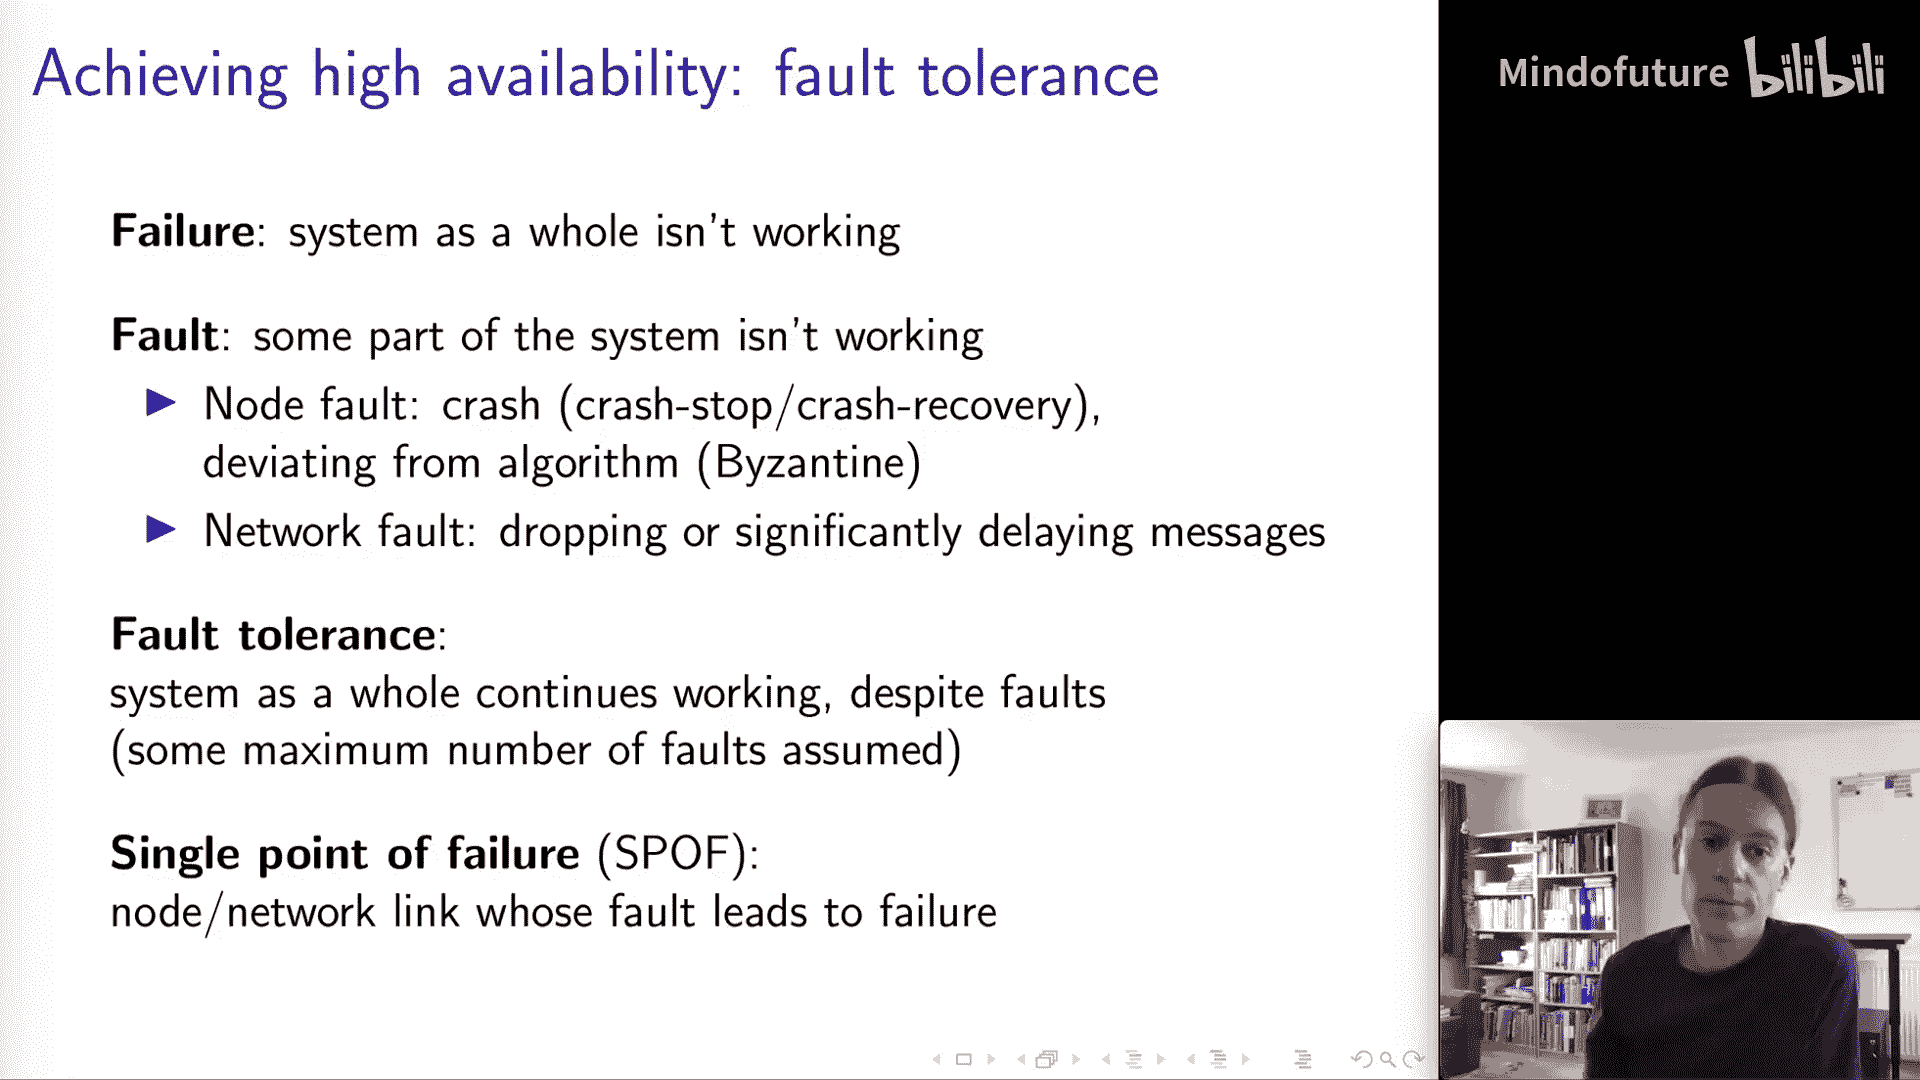 Achieving high availability: fault tolerance
Mindofuture bilibili
Failure: system as a whole isn't working
Fault: some part of the system isn't working
Node fault: crash (crash-stop/crash-recovery),
deviating from algorithm (Byzantine)
Network fault: dropping or significantly delaying messages
Fault tolerance:
system as a whole continues working, despite faults
(some maximum number of faults assumed)
Single point of failure (SPOF):
node/network link whose fault leads to failure